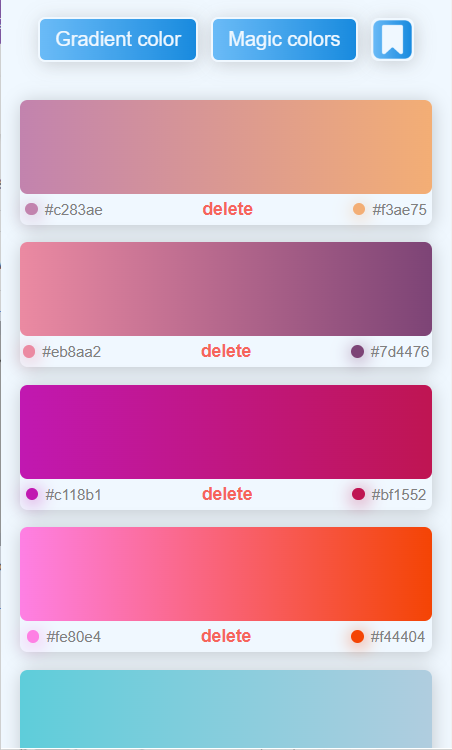 Gradient color Magic colors
#c283ae delete #f3ae75
#eb8aa2 delete #7d4476
#c118b1 delete #bf1552
#fe80e4 delete #f44404